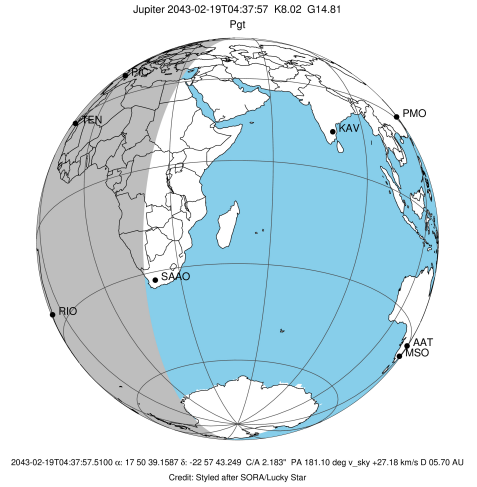 Jupiter 2043-02-19T04:37:57 K8.02 G14.81
Pgt
PIC
TEN
PMO
KAV
SAAO
RIO
AAT
MSO
2043-02-19T04:37:57.5100 α: 17 50 39.1587 δ: -22 57 43.249 C/A 2.183" PA 181.10 deg v_sky +27.18 km/s D 05.70 AU
Credit: Styled after SORA/Lucky Star